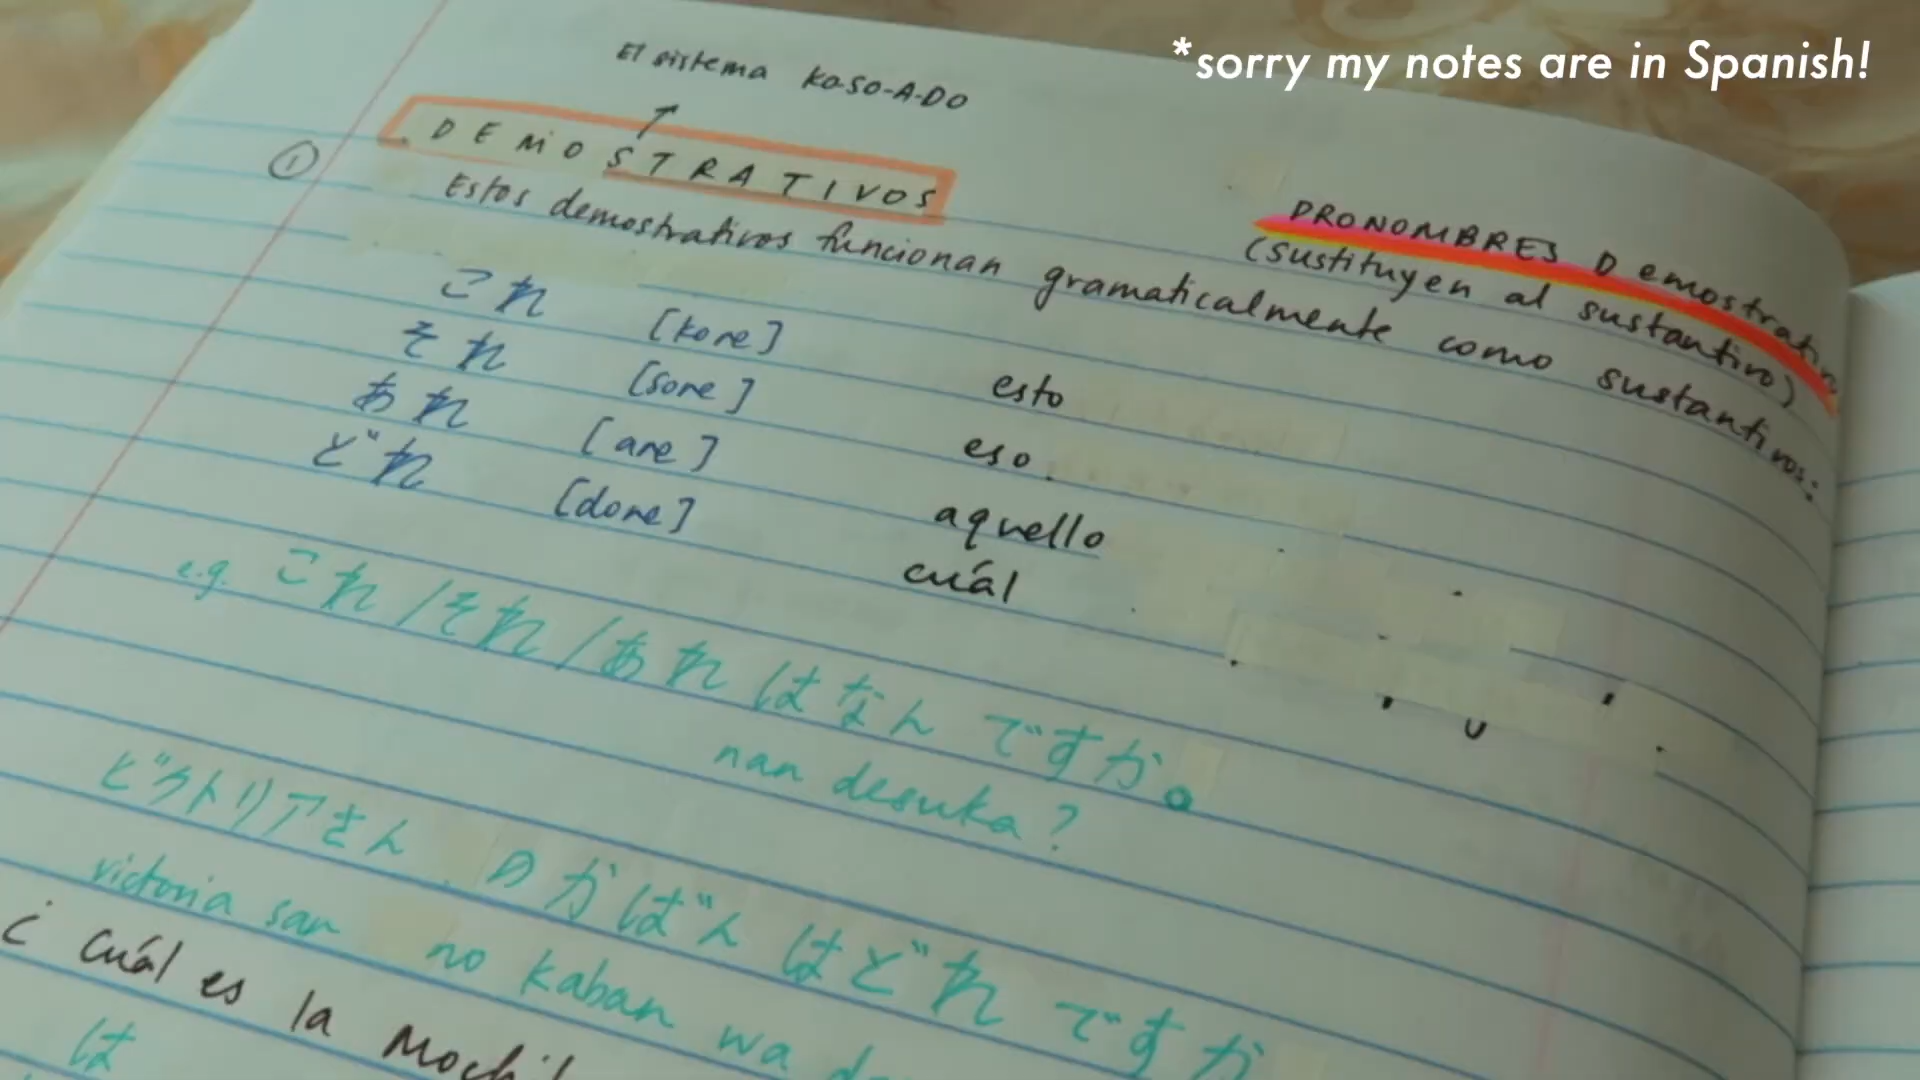 *sorry my notes are in Spanish!
El sistema KO-SO-A-DO
① DEMOSTRATIVOS
PRONOMBRES Demostrativos
(sustituyen al sustantivo)
Estos demostrativos funcionan gramaticalmente como sustantivos:
これ [kore] esto
それ [sore] eso
あれ [are] aquello
どれ [dore] cuál
e.g. これ/それ/あれはなんですか。
nan desuka?
ビクトリアさん のかばんはどれですか
victoria san no kaban wa
¿Cuál es la
は